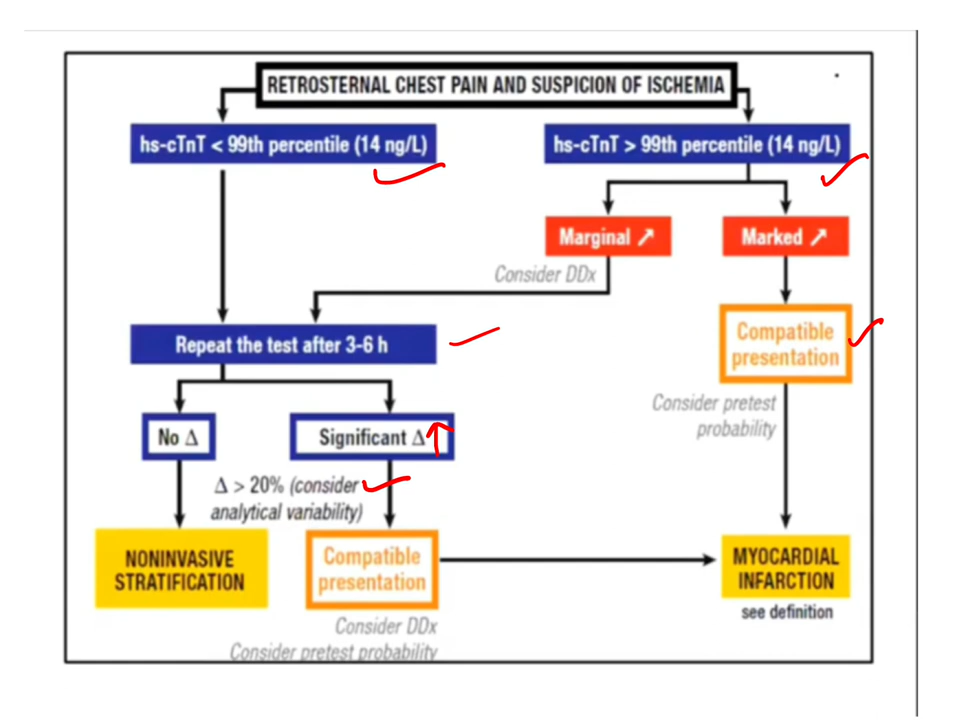 RETROSTERNAL CHEST PAIN AND SUSPICION OF ISCHEMIA
hs-cTnT < 99th percentile (14 ng/L)
hs-cTnT > 99th percentile (14 ng/L)
Marginal ↗
Marked ↗
Consider DDx
Compatible
presentation
Repeat the test after 3-6 h
Consider pretest
probability
No Δ
Significant Δ
Δ > 20% (consider
analytical variability)
NONINVASIVE
STRATIFICATION
Compatible
presentation
MYOCARDIAL
INFARCTION
see definition
Consider DDx
Consider pretest probability